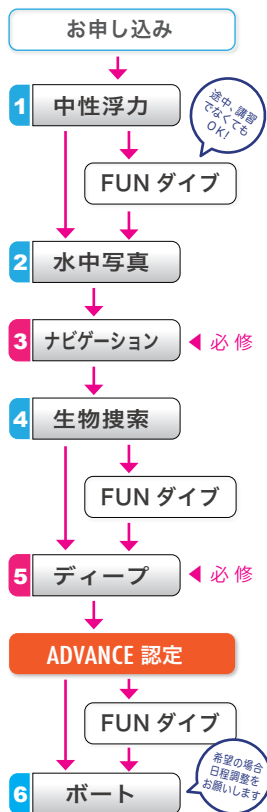 お申し込み
1 中性浮力
途中、講習
でなくても
OK！
FUN ダイブ
2 水中写真
3 ナビゲーション ◀ 必修
4 生物捜索
FUN ダイブ
5 ディープ ◀ 必修
ADVANCE 認定
FUN ダイブ
希望の場合
日程調整を
お願いします
6 ボート